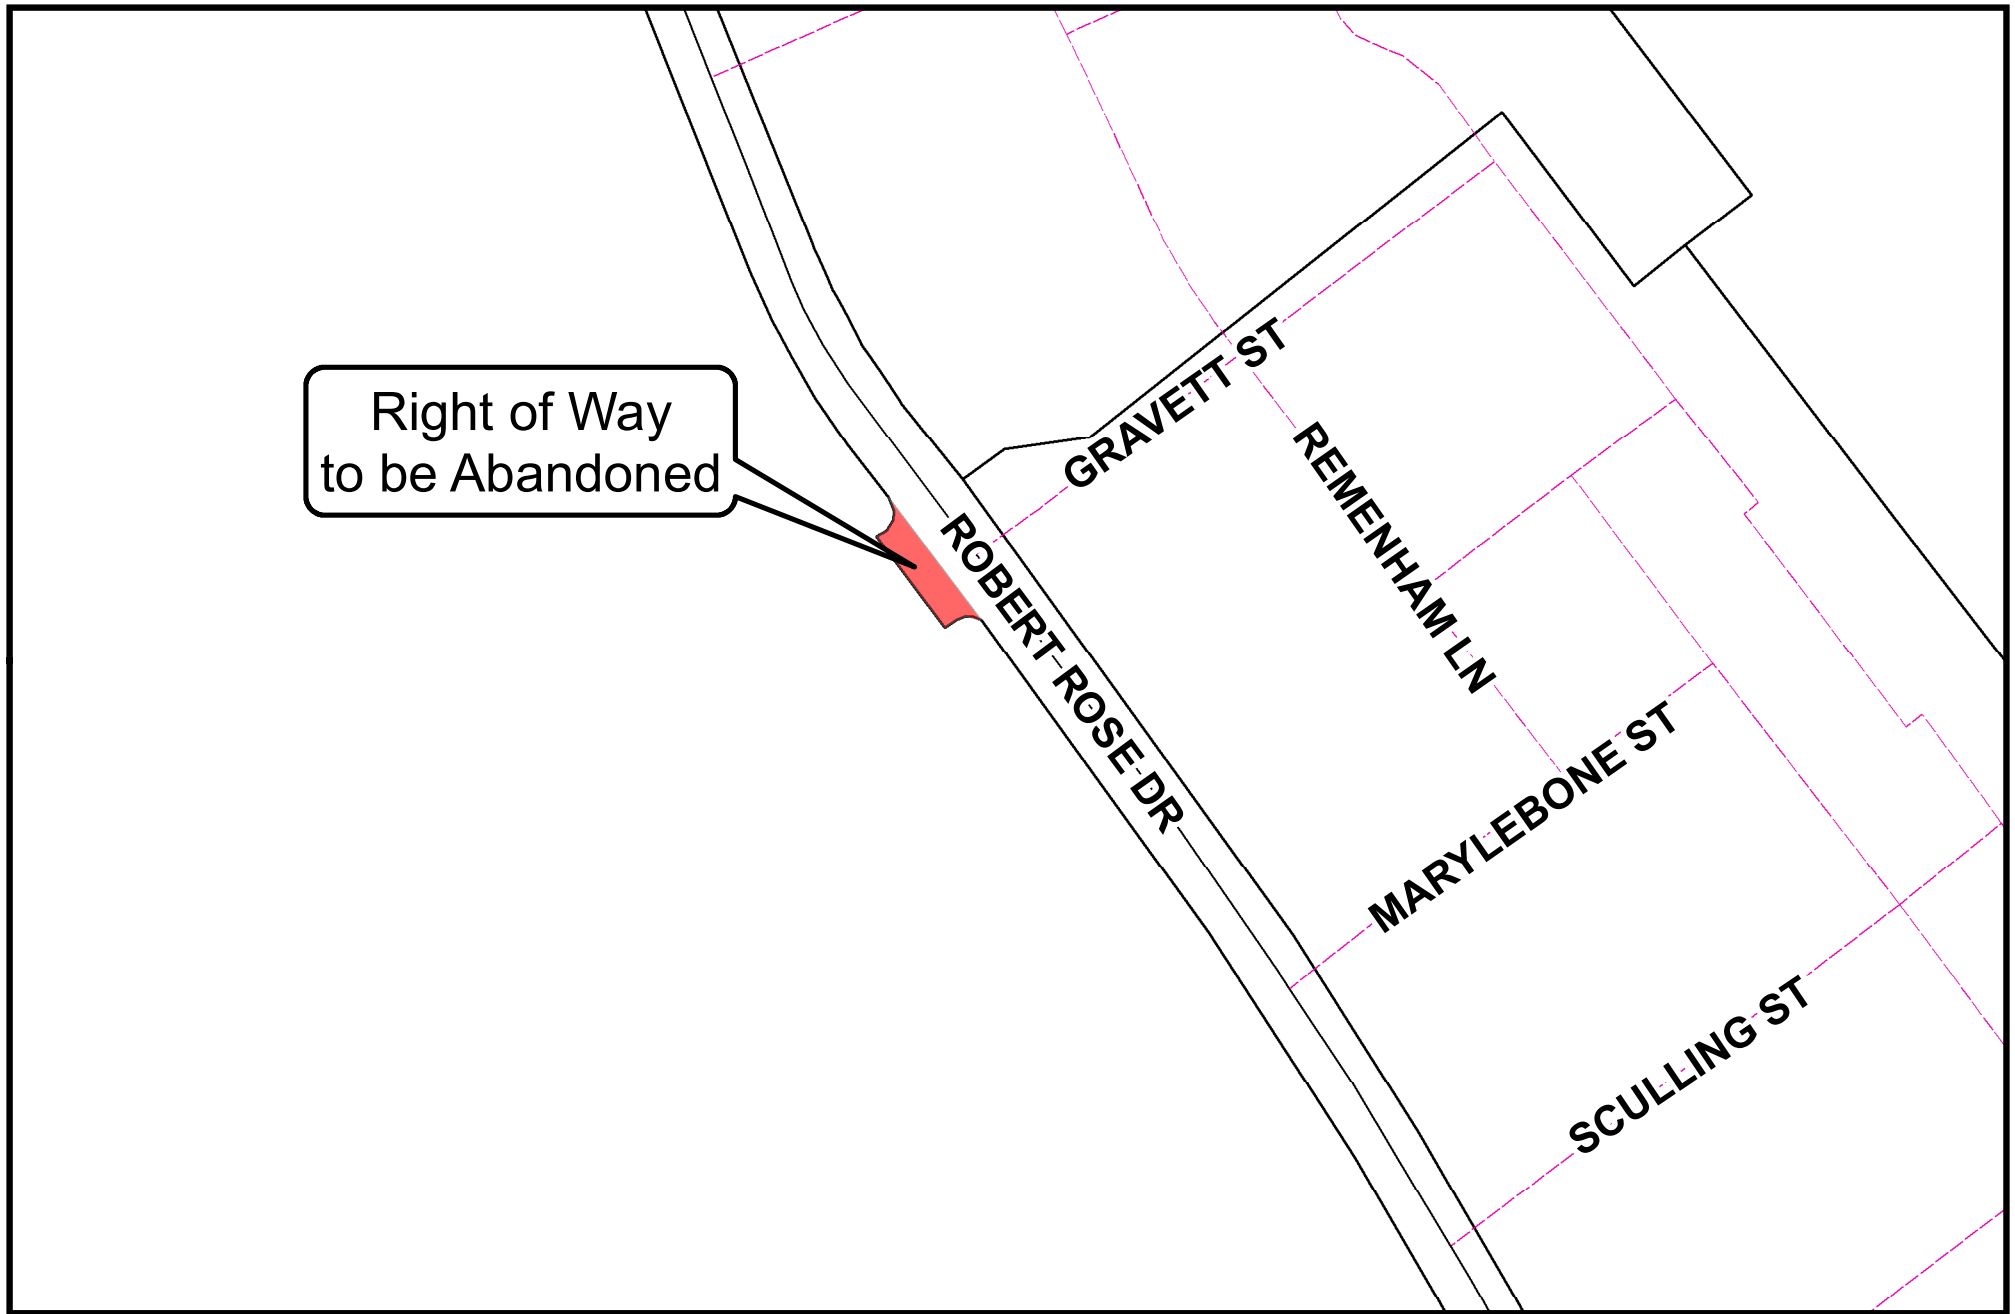 Right of Way
to be Abandoned
GRAVETT ST
REMENHAM LN
ROBERT ROSE DR
MARYLEBONE ST
SCULLING ST